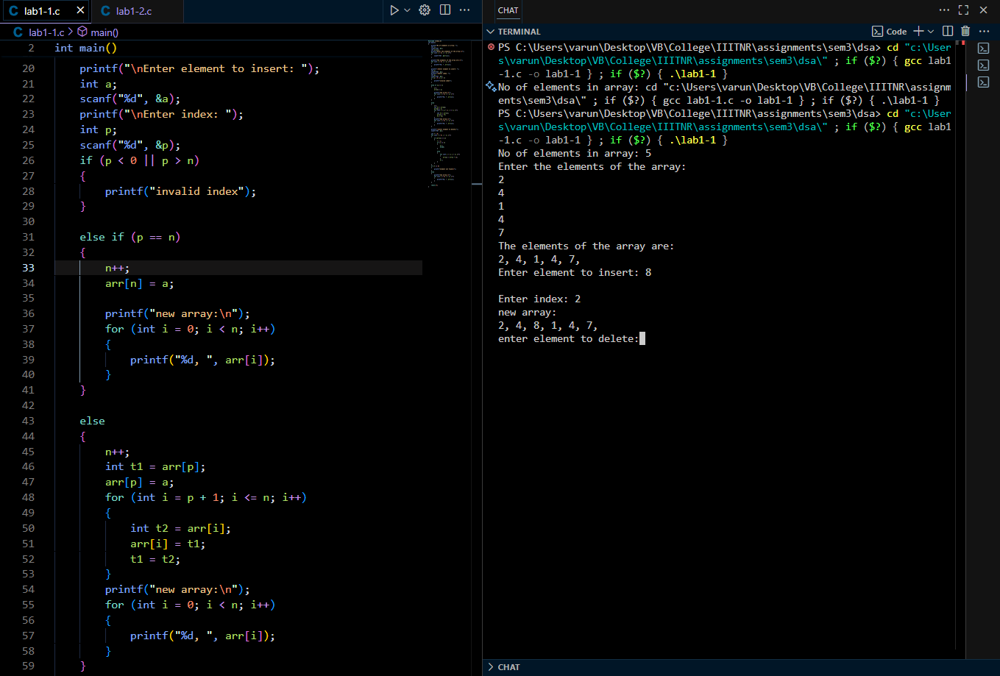 lab1-1.c
lab1-2.c
lab1-1.c > main()
2 int main()
20 printf("\nEnter element to insert: ");
21 int a;
22 scanf("%d", &a);
23 printf("\nEnter index: ");
24 int p;
25 scanf("%d", &p);
26 if (p < 0 || p > n)
27 {
28 printf("invalid index");
29 }
30
31 else if (p == n)
32 {
33 n++;
34 arr[n] = a;
35
36 printf("new array:\n");
37 for (int i = 0; i < n; i++)
38 {
39 printf("%d, ", arr[i]);
40 }
41 }
42
43 else
44 {
45 n++;
46 int t1 = arr[p];
47 arr[p] = a;
48 for (int i = p + 1; i <= n; i++)
49 {
50 int t2 = arr[i];
51 arr[i] = t1;
52 t1 = t2;
53 }
54 printf("new array:\n");
55 for (int i = 0; i < n; i++)
56 {
57 printf("%d, ", arr[i]);
58 }
59 }
CHAT
TERMINAL
Code
PS C:\Users\varun\Desktop\VB\College\IIITNR\assignments\sem3\dsa> cd "c:\User
s\varun\Desktop\VB\College\IIITNR\assignments\sem3\dsa\" ; if ($?) { gcc lab1
-1.c -o lab1-1 } ; if ($?) { .\lab1-1 }
No of elements in array: cd "c:\Users\varun\Desktop\VB\College\IIITNR\assignm
ents\sem3\dsa\" ; if ($?) { gcc lab1-1.c -o lab1-1 } ; if ($?) { .\lab1-1 }
PS C:\Users\varun\Desktop\VB\College\IIITNR\assignments\sem3\dsa> cd "c:\User
s\varun\Desktop\VB\College\IIITNR\assignments\sem3\dsa\" ; if ($?) { gcc lab1
-1.c -o lab1-1 } ; if ($?) { .\lab1-1 }
No of elements in array: 5
Enter the elements of the array:
2
4
1
4
7
The elements of the array are:
2, 4, 1, 4, 7,
Enter element to insert: 8

Enter index: 2
new array:
2, 4, 8, 1, 4, 7,
enter element to delete:
CHAT